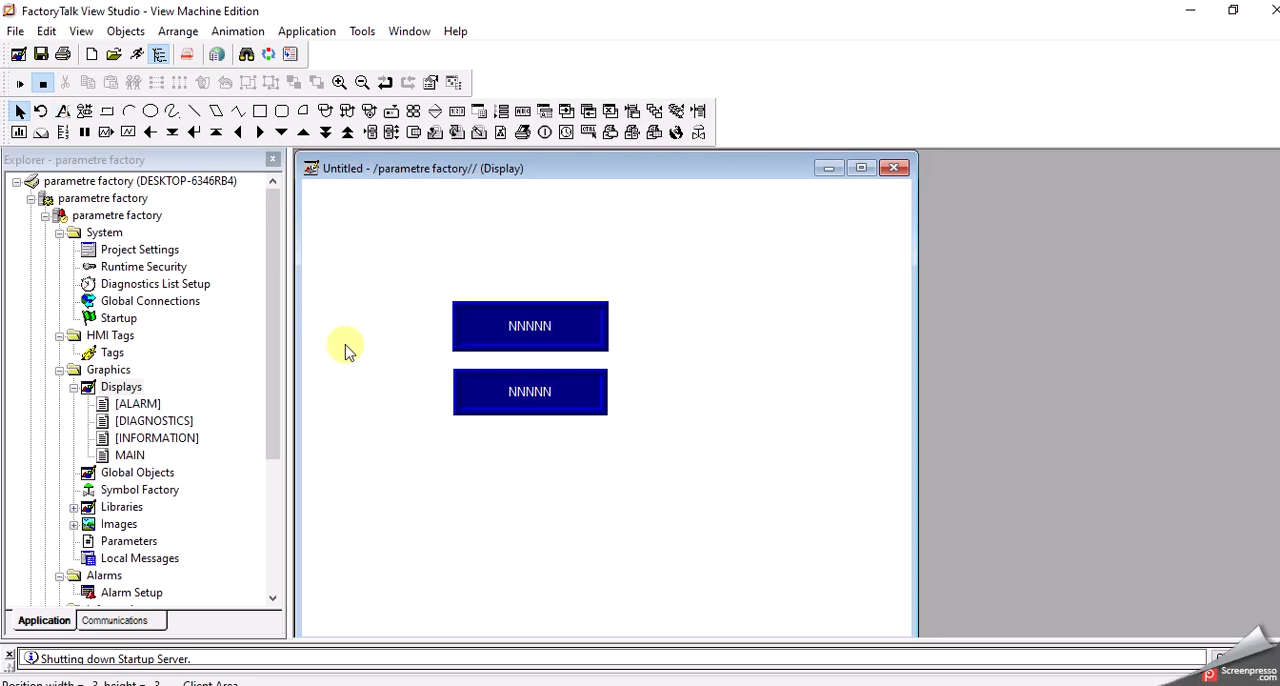 FactoryTalk View Studio - View Machine Edition
File Edit View Objects Arrange Animation Application Tools Window Help
Explorer - parametre factory
Untitled - /parametre factory// (Display)
parametre factory (DESKTOP-6346RB4)
parametre factory
parametre factory
System
Project Settings
Runtime Security
Diagnostics List Setup
Global Connections
Startup
HMI Tags
Tags
Graphics
Displays
[ALARM]
[DIAGNOSTICS]
[INFORMATION]
MAIN
Global Objects
Symbol Factory
Libraries
Images
Parameters
Local Messages
Alarms
Alarm Setup
NNNNN
NNNNN
Application Communications
Shutting down Startup Server.
Screenpresso
.com